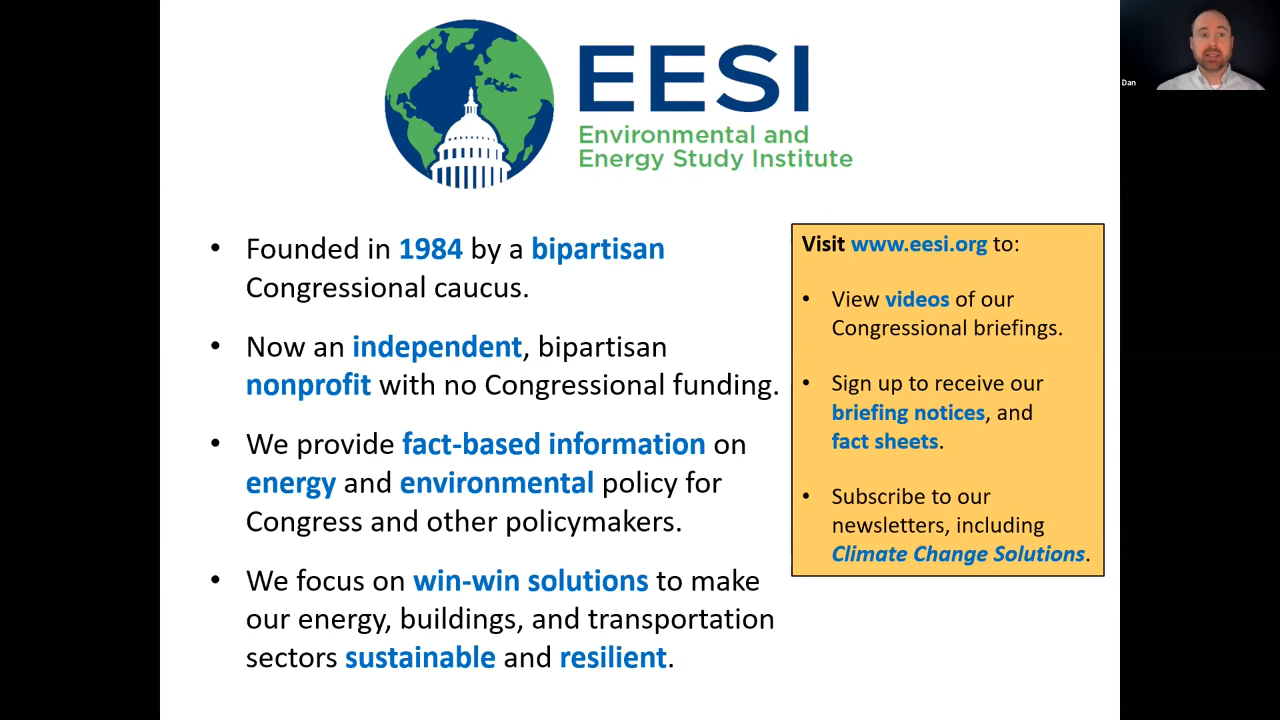 EESI
Environmental and
Energy Study Institute
• Founded in 1984 by a bipartisan
Congressional caucus.
• Now an independent, bipartisan
nonprofit with no Congressional funding.
• We provide fact-based information on
energy and environmental policy for
Congress and other policymakers.
• We focus on win-win solutions to make
our energy, buildings, and transportation
sectors sustainable and resilient.
Visit www.eesi.org to:
• View videos of our
Congressional briefings.
• Sign up to receive our
briefing notices, and
fact sheets.
• Subscribe to our
newsletters, including
Climate Change Solutions.
Dan